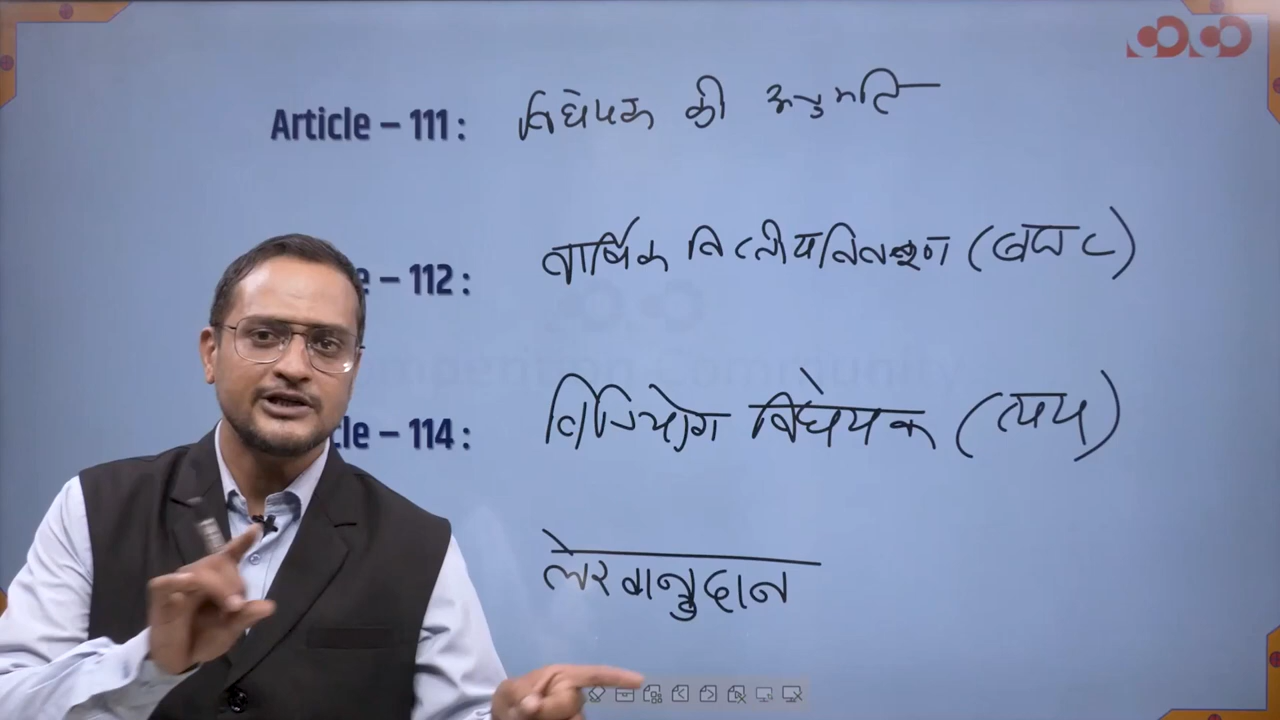 Article – 111 : विधेयक की अनुमति
e – 112 : वार्षिक वित्तीय विवरण (बजट)
cle – 114 : विनियोग विधेयक (व्यय)
लेखानुदान